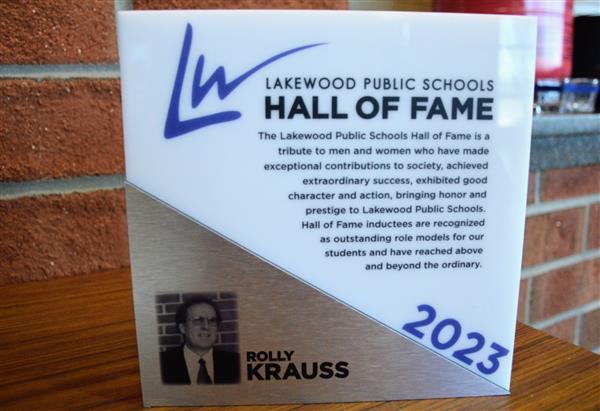 Lw
LAKEWOOD PUBLIC SCHOOLS
HALL OF FAME
The Lakewood Public Schools Hall of Fame is a
tribute to men and women who have made
exceptional contributions to society, achieved
extraordinary success, exhibited good
character and action, bringing honor and
prestige to Lakewood Public Schools.
Hall of Fame inductees are recognized
as outstanding role models for our
students and have reached above
and beyond the ordinary.
2023
ROLLY
KRAUSS